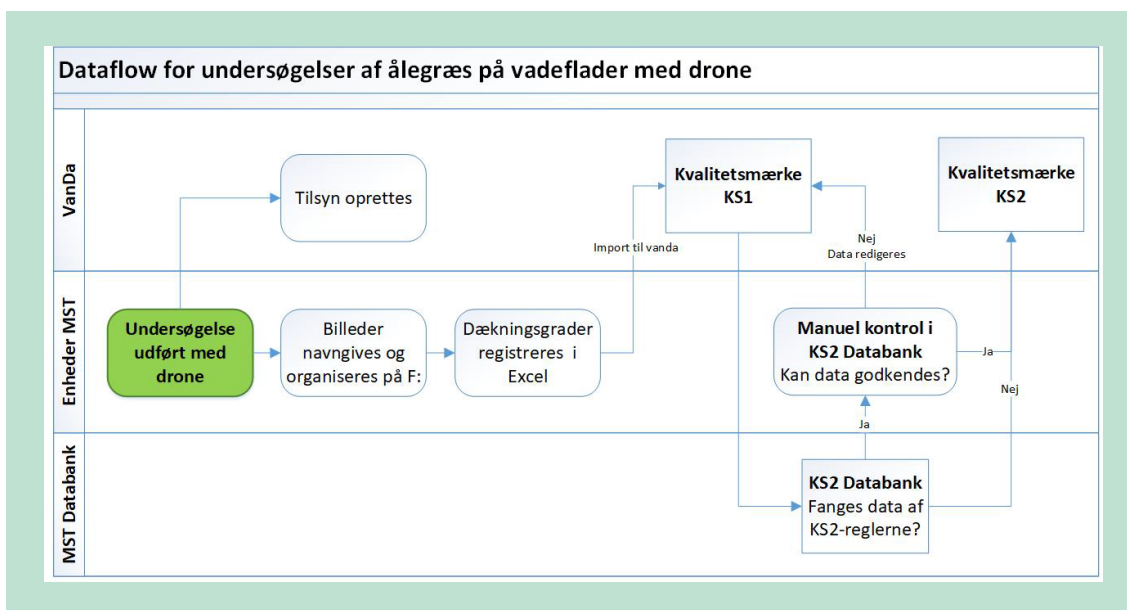 Dataflow for undersøgelser af ålegræs på vadeflader med drone
VanDa
Tilsyn oprettes
Kvalitetsmærke
KS1
Kvalitetsmærke
KS2
Import til vanda
Nej
Data redigeres
Enheder MST
Undersøgelse
udført med
drone
Billeder
navngives og
organiseres på F:
Dækningsgrader
registreres i
Excel
Manuel kontrol i
KS2 Databank
Kan data godkendes?
Ja
Nej
Ja
MST Databank
KS2 Databank
Fanges data af
KS2-reglerne?